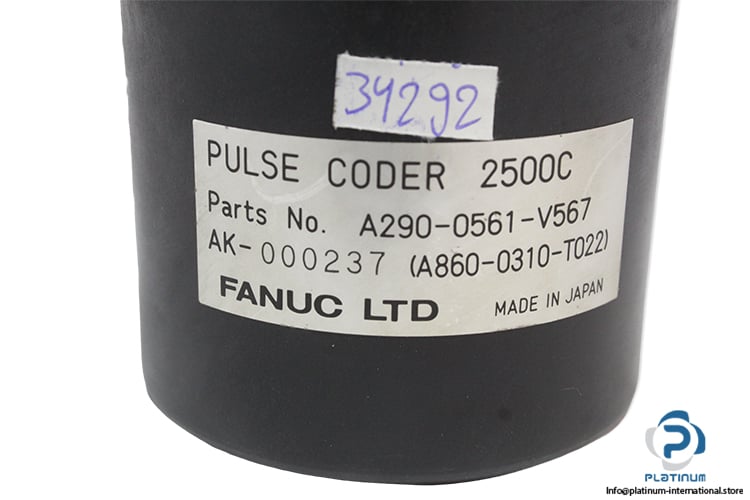 34292
PULSE CODER 2500C
Parts No. A290-0561-V567
AK-000237 (A860-0310-T022)
FANUC LTD MADE IN JAPAN
PLATINUM
Info@platinum-international.store